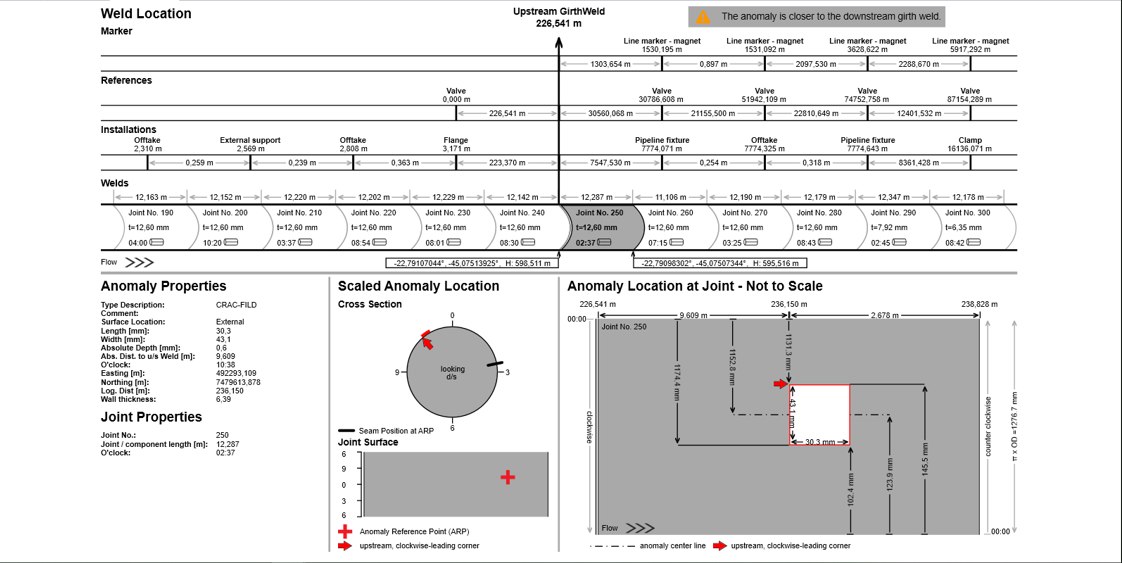 Weld Location
Upstream GirthWeld
226,541 m
The anomaly is closer to the downstream girth weld.
Marker
Line marker - magnet Line marker - magnet Line marker - magnet Line marker - magnet
1530,195 m 1531,092 m 3628,622 m 5917,292 m
1303,654 m 0,897 m 2097,530 m 2288,670 m
References
Valve Valve Valve Valve Valve
0,000 m 30786,608 m 51942,109 m 74752,758 m 87154,289 m
226,541 m 30560,068 m 21155,500 m 22810,649 m 12401,532 m
Installations
Offtake External support Offtake Flange Pipeline fixture Offtake Pipeline fixture Clamp
2,310 m 2,569 m 2,808 m 3,171 m 7774,071 m 7774,325 m 7774,643 m 16136,071 m
0,259 m 0,239 m 0,363 m 223,370 m 7547,530 m 0,254 m 0,318 m 8361,428 m
Welds
12,163 m 12,152 m 12,220 m 12,202 m 12,229 m 12,142 m 12,287 m 11,106 m 12,190 m 12,179 m 12,347 m 12,178 m
Joint No. 190 Joint No. 200 Joint No. 210 Joint No. 220 Joint No. 230 Joint No. 240 Joint No. 250 Joint No. 260 Joint No. 270 Joint No. 280 Joint No. 290 Joint No. 300
t=12,60 mm t=12,60 mm t=12,60 mm t=12,60 mm t=12,60 mm t=12,60 mm t=12,60 mm t=12,60 mm t=12,60 mm t=12,60 mm t=7,92 mm t=6,35 mm
04:00 10:20 03:37 08:54 08:01 08:30 02:37 07:15 03:25 08:43 02:45 08:42
Flow
-22,79107044°, -45,07513925°, H: 598,511 m -22,79098302°, -45,07507344°, H: 595,516 m
Anomaly Properties
Type Description: CRAC-FILD
Comment:
Surface Location: External
Length [mm]: 30,3
Width [mm]: 43,1
Absolute Depth [mm]: 0,6
Abs. Dist. to u/s Weld [m]: 9,609
O'clock: 10:38
Easting [m]: 492293,109
Northing [m]: 7479613,878
Log. Dist [m]: 236,150
Wall thickness: 6,39
Joint Properties
Joint No.: 250
Joint / component length [m]: 12,287
O'clock: 02:37
Scaled Anomaly Location
Cross Section
0
looking
d/s
9
3
6
Seam Position at ARP
Joint Surface
6
9
0
3
6
Anomaly Reference Point (ARP)
upstream, clockwise-leading corner
Anomaly Location at Joint - Not to Scale
226,541 m 236,150 m 238,828 m
9,609 m 2,678 m
00:00
Joint No. 250
1131.3 mm
1152.8 mm
1174.4 mm
43.1 mm
30.3 mm
102.4 mm
123.9 mm
145.5 mm
clockwise
counter clockwise
π x OD =1276.7 mm
Flow
00:00
anomaly center line
upstream, clockwise-leading corner